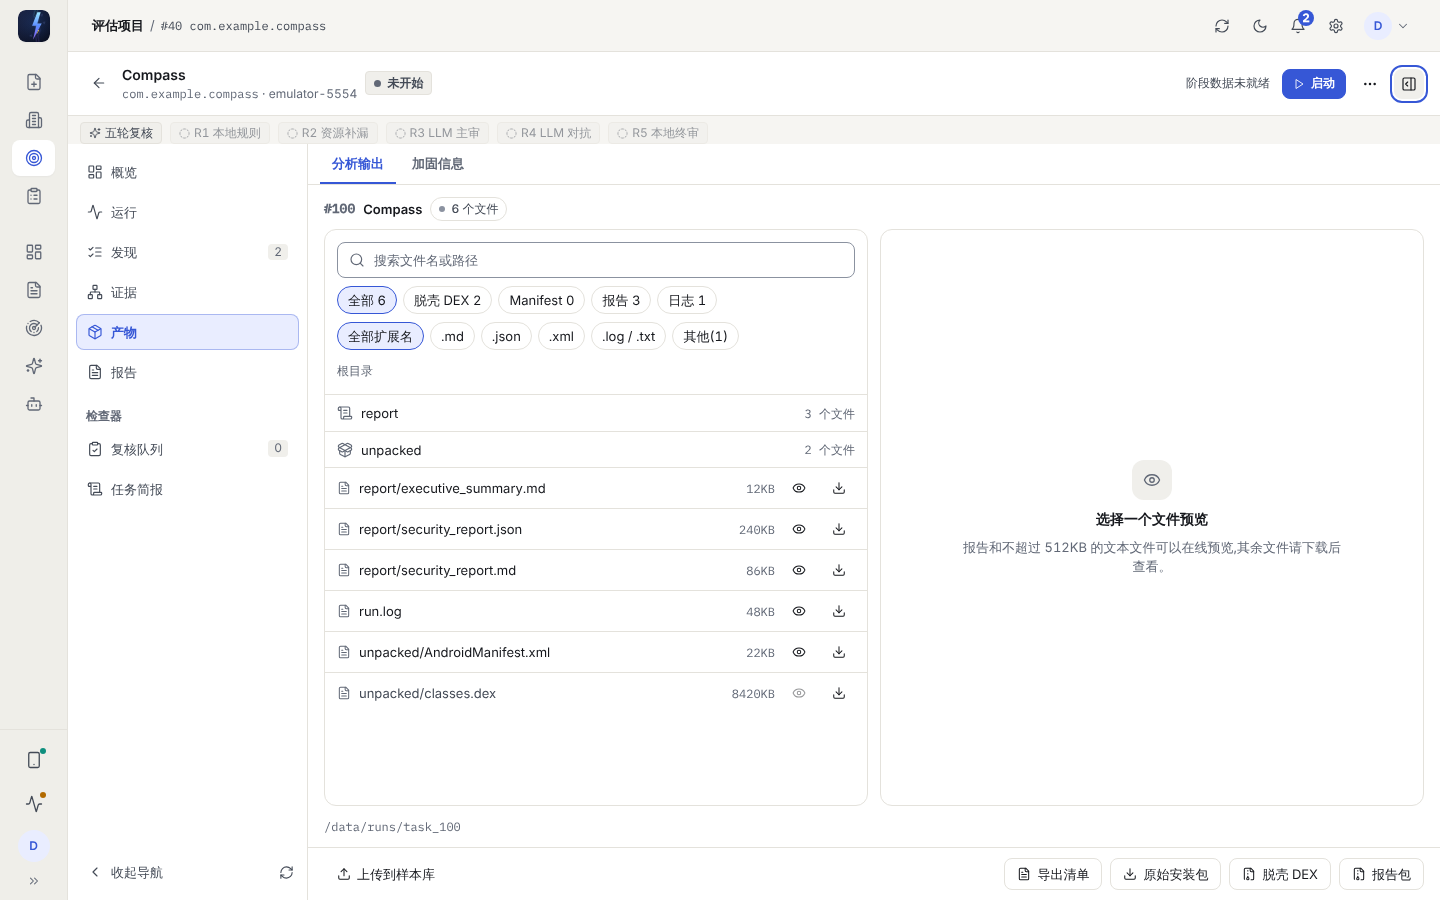 评估项目 / #40 com.example.compass
2
D
Compass
com.example.compass · emulator-5554
未开始
阶段数据未就绪
启动
五轮复核
R1 本地规则
R2 资源补漏
R3 LLM 主审
R4 LLM 对抗
R5 本地终审
概览
运行
发现
2
证据
产物
报告
检查器
复核队列
0
任务简报
收起导航
D
分析输出
加固信息
#100 Compass
6 个文件
搜索文件名或路径
全部 6
脱壳 DEX 2
Manifest 0
报告 3
日志 1
全部扩展名
.md
.json
.xml
.log / .txt
其他(1)
根目录
report
3 个文件
unpacked
2 个文件
report/executive_summary.md
12KB
report/security_report.json
240KB
report/security_report.md
86KB
run.log
48KB
unpacked/AndroidManifest.xml
22KB
unpacked/classes.dex
8420KB
选择一个文件预览
报告和不超过 512KB 的文本文件可以在线预览,其余文件请下载后
查看。
/data/runs/task_100
上传到样本库
导出清单
原始安装包
脱壳 DEX
报告包